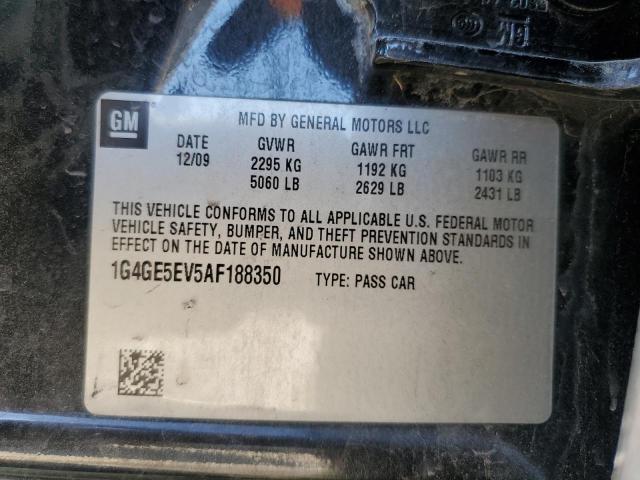 GM
MFD BY GENERAL MOTORS LLC
DATE GVWR GAWR FRT GAWR RR
12/09 2295 KG 1192 KG 1103 KG
5060 LB 2629 LB 2431 LB
THIS VEHICLE CONFORMS TO ALL APPLICABLE U.S. FEDERAL MOTOR
VEHICLE SAFETY, BUMPER, AND THEFT PREVENTION STANDARDS IN
EFFECT ON THE DATE OF MANUFACTURE SHOWN ABOVE.
1G4GE5EV5AF188350 TYPE: PASS CAR